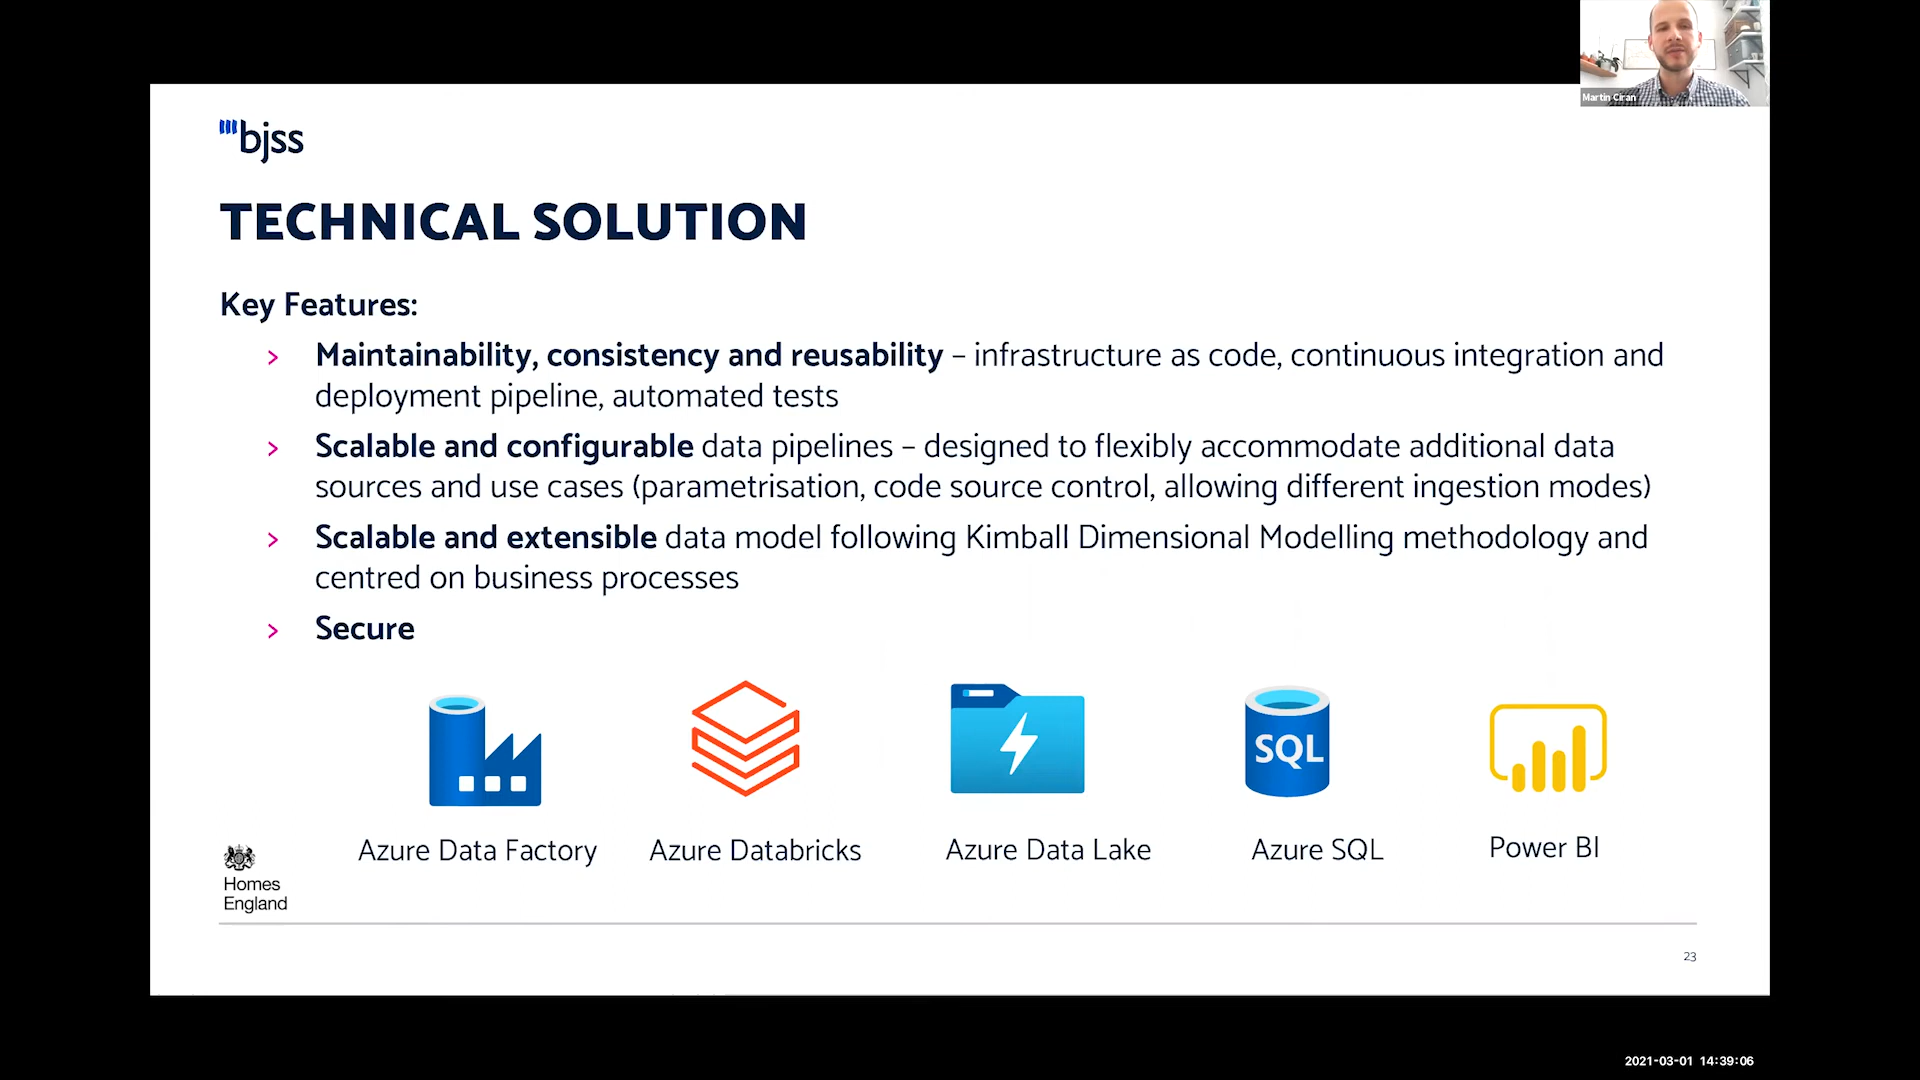 Martin Ciran
bjss
TECHNICAL SOLUTION
Key Features:
> Maintainability, consistency and reusability – infrastructure as code, continuous integration and
deployment pipeline, automated tests
> Scalable and configurable data pipelines – designed to flexibly accommodate additional data
sources and use cases (parametrisation, code source control, allowing different ingestion modes)
> Scalable and extensible data model following Kimball Dimensional Modelling methodology and
centred on business processes
> Secure
SQL
Azure Data Factory
Azure Databricks
Azure Data Lake
Azure SQL
Power BI
Homes
England
23
2021-03-01 14:39:06